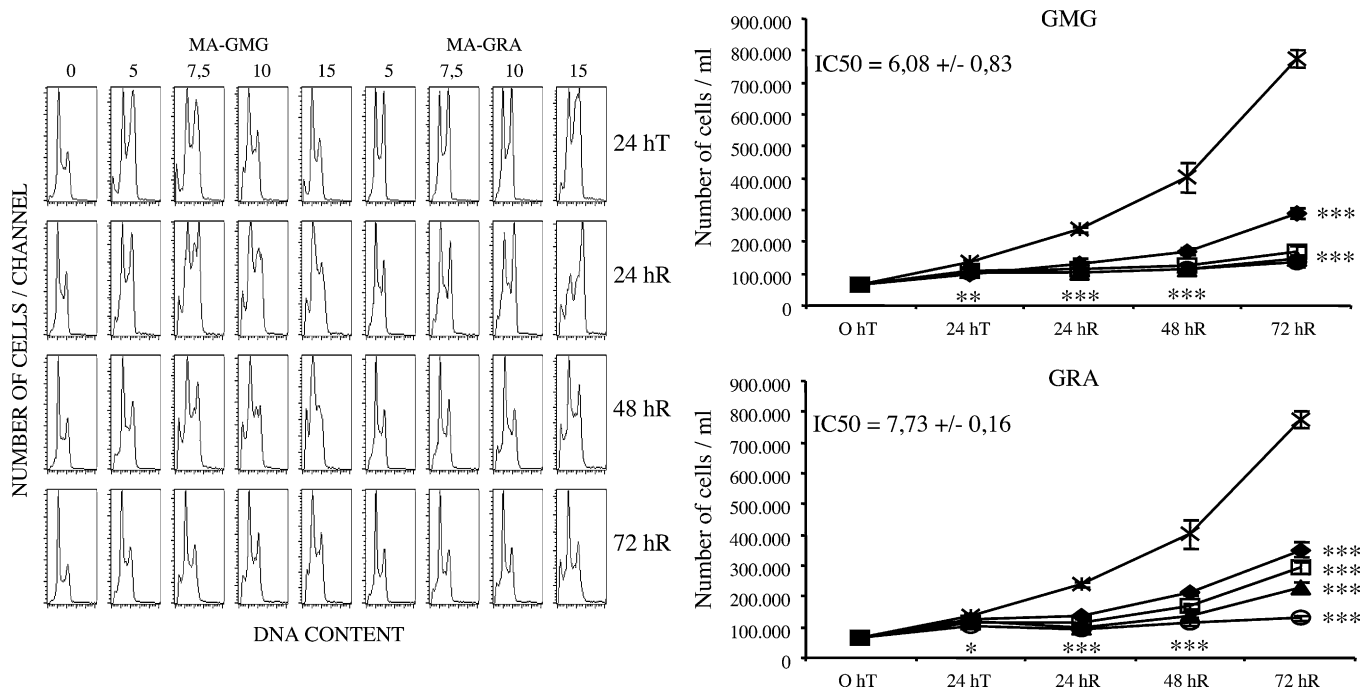 MA-GMG MA-GRA
0 5 7,5 10 15 5 7,5 10 15
24 hT
24 hR
48 hR
72 hR
NUMBER OF CELLS / CHANNEL
DNA CONTENT
GMG
IC50 = 6,08 +/- 0,83
Number of cells / ml
900.000
800.000
700.000
600.000
500.000
400.000
300.000
200.000
100.000
0
***
***
** *** ***
O hT 24 hT 24 hR 48 hR 72 hR
GRA
IC50 = 7,73 +/- 0,16
Number of cells / ml
900.000
800.000
700.000
600.000
500.000
400.000
300.000
200.000
100.000
0
***
***
***
***
* *** ***
O hT 24 hT 24 hR 48 hR 72 hR